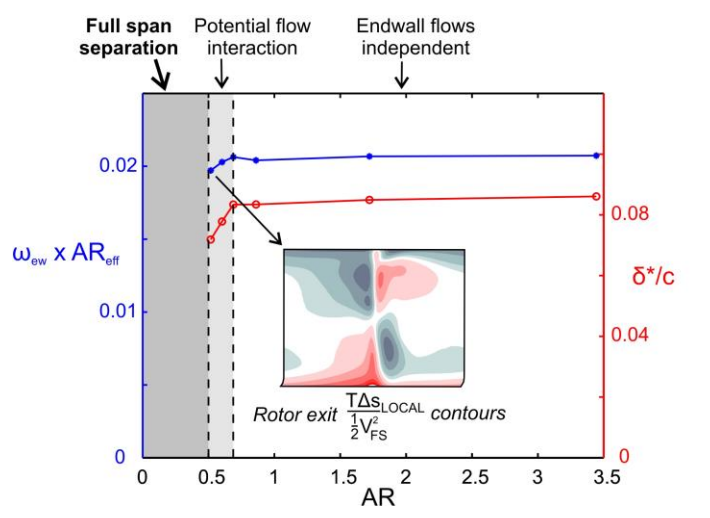 Full span
separation
Potential flow
interaction
Endwall flows
independent
0.02
0.01
0
ω_ew x AR_eff
0.08
0.04
0
δ*/c
Rotor exit TΔs_LOCAL / ½V²_FS contours
0 0.5 1 1.5 2 2.5 3 3.5
AR